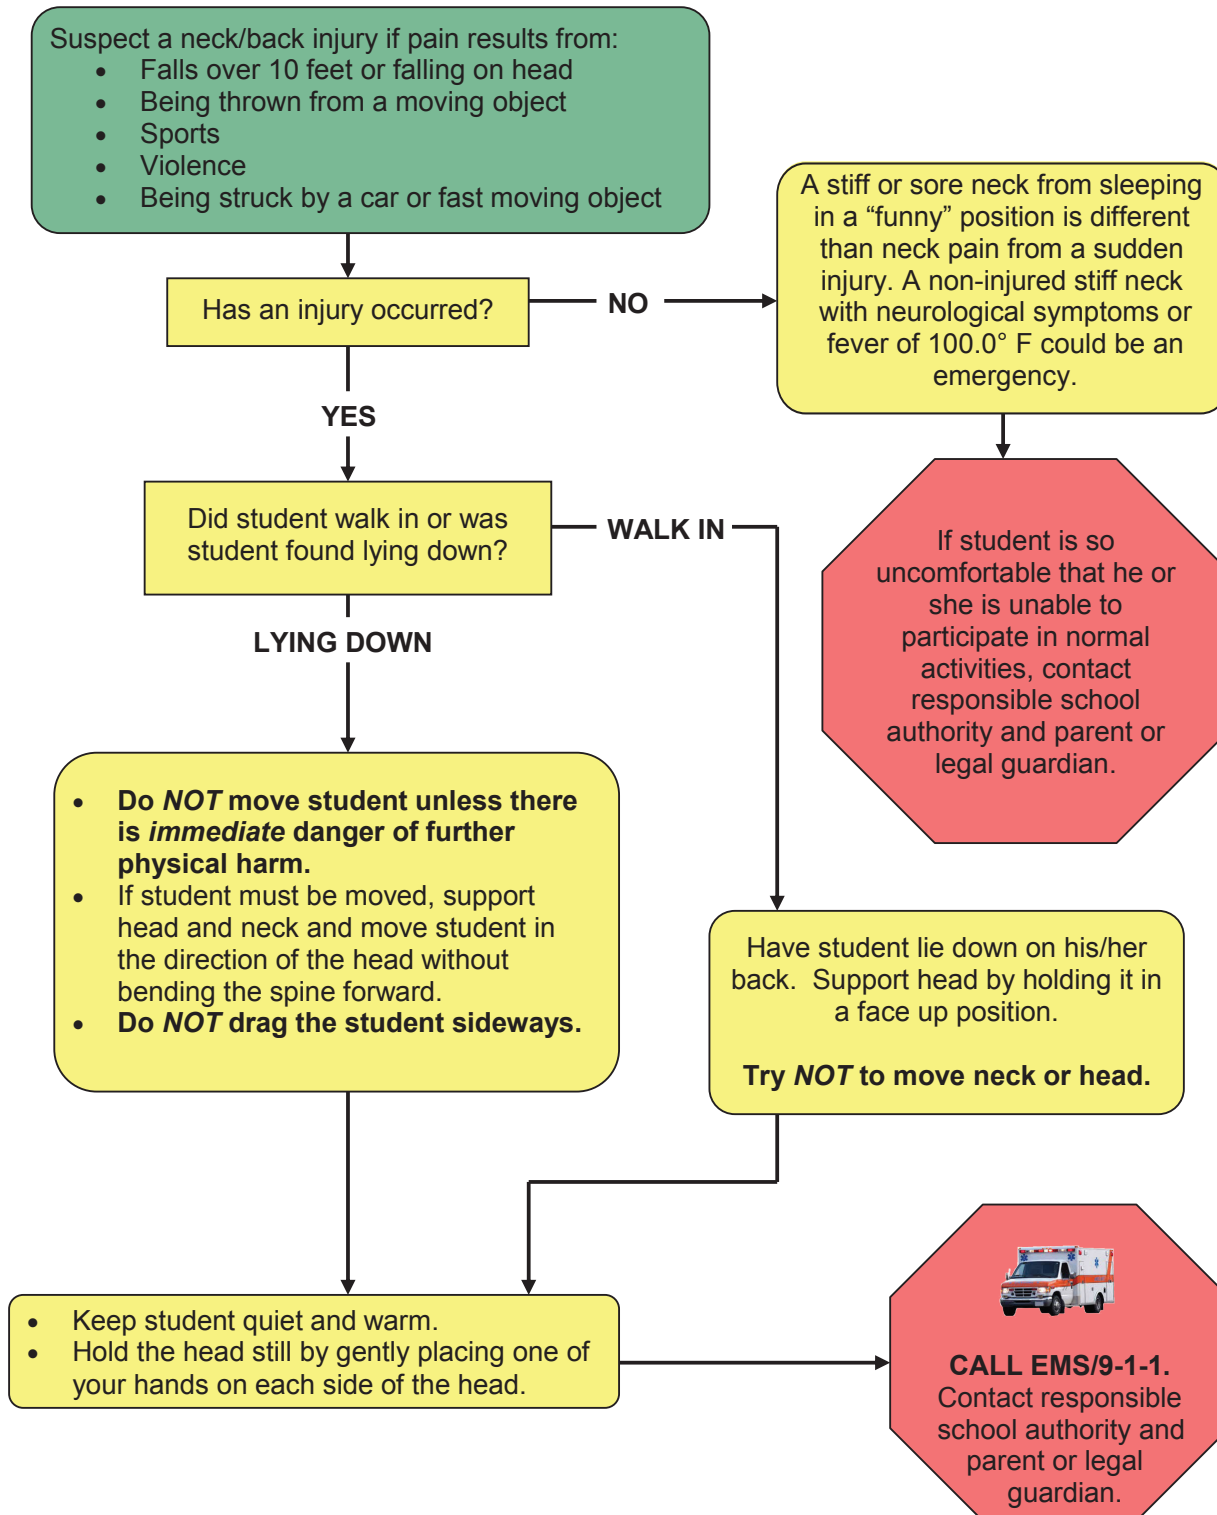 Suspect a neck/back injury if pain results from:
• Falls over 10 feet or falling on head
• Being thrown from a moving object
• Sports
• Violence
• Being struck by a car or fast moving object
A stiff or sore neck from sleeping
in a “funny” position is different
than neck pain from a sudden
injury. A non-injured stiff neck
with neurological symptoms or
fever of 100.0° F could be an
emergency.
Has an injury occurred?
NO
YES
If student is so
uncomfortable that he or
she is unable to
participate in normal
activities, contact
responsible school
authority and parent or
legal guardian.
Did student walk in or was
student found lying down?
WALK IN
LYING DOWN
• Do NOT move student unless there
is immediate danger of further
physical harm.
• If student must be moved, support
head and neck and move student in
the direction of the head without
bending the spine forward.
• Do NOT drag the student sideways.
Have student lie down on his/her
back. Support head by holding it in
a face up position.
Try NOT to move neck or head.
• Keep student quiet and warm.
• Hold the head still by gently placing one of
your hands on each side of the head.
CALL EMS/9-1-1.
Contact responsible
school authority and
parent or legal
guardian.